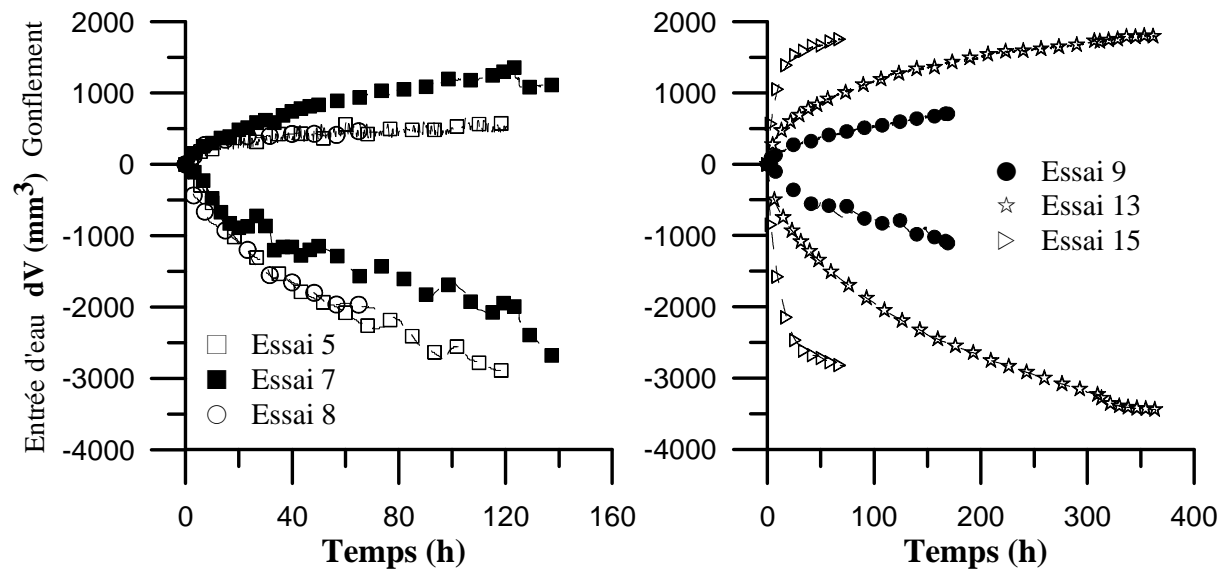 Entrée d'eau dV (mm³) Gonflement
2000
1000
0
-1000
-2000
-3000
-4000
Essai 5
Essai 7
Essai 8
0 40 80 120 160
Temps (h)
2000
1000
0
-1000
-2000
-3000
-4000
Essai 9
Essai 13
Essai 15
0 100 200 300 400
Temps (h)